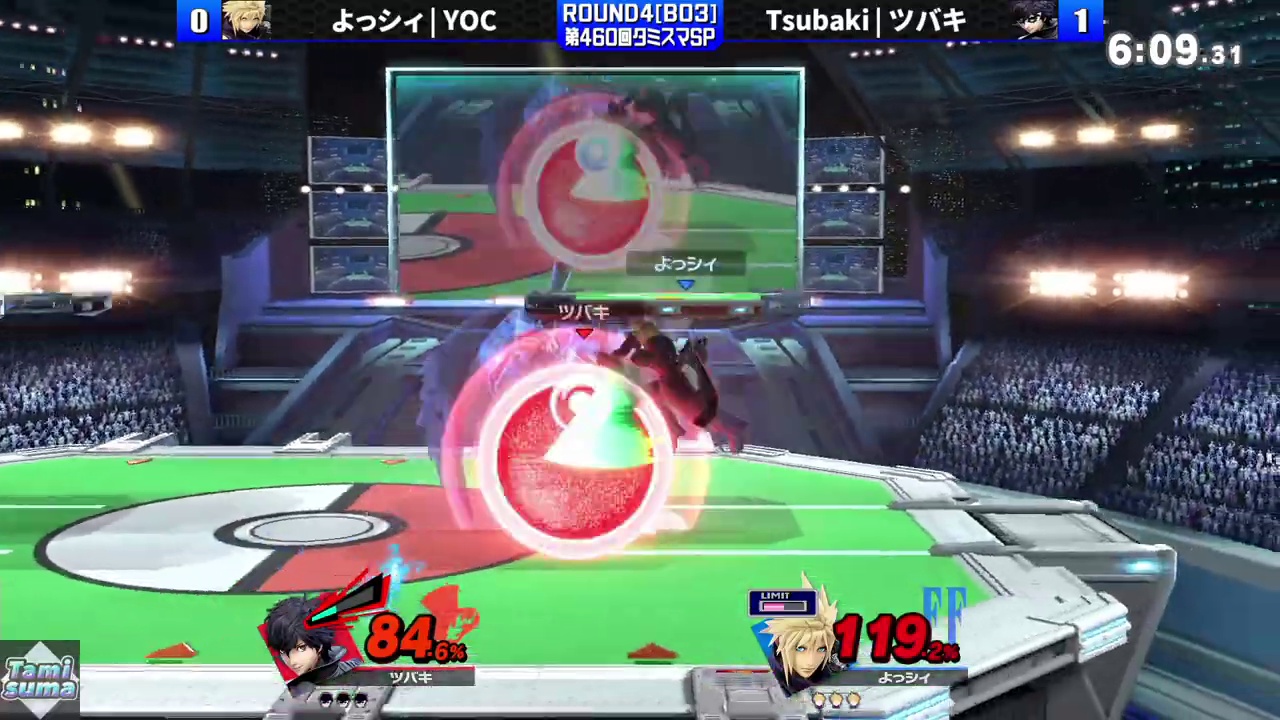 0
よっシィ | YOC
ROUND4[BO3]
第460回タミスマSP
Tsubaki | ツバキ
1
6:09.31
よっシィ
ツバキ
84.6%
ツバキ
LIMIT
119.2%
FF
よっシィ
Tami
suma